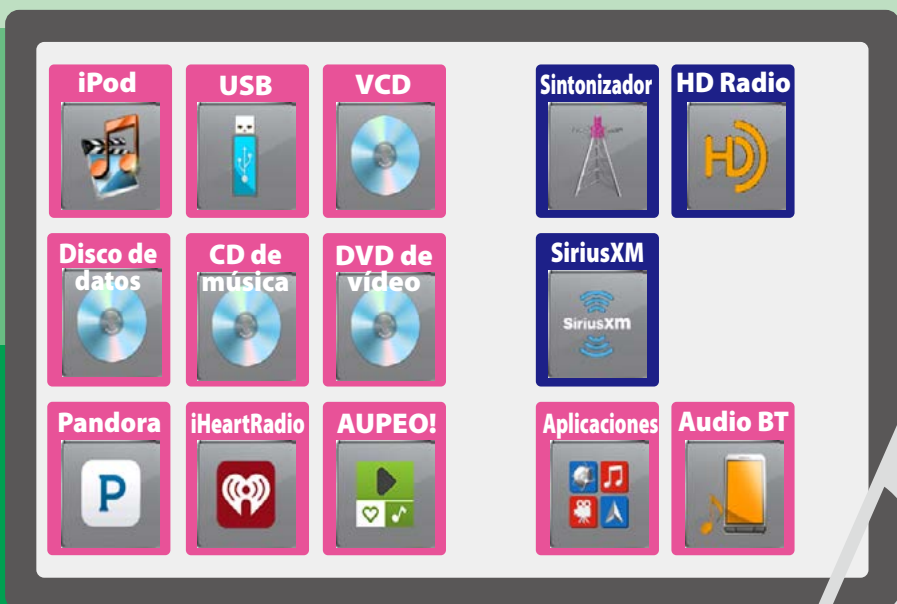 iPod
USB
VCD
Sintonizador
HD Radio
HD
Disco de
datos
CD de
música
DVD de
vídeo
SiriusXM
SiriusXM
Pandora
P
iHeartRadio
AUPEO!
Aplicaciones
Audio BT